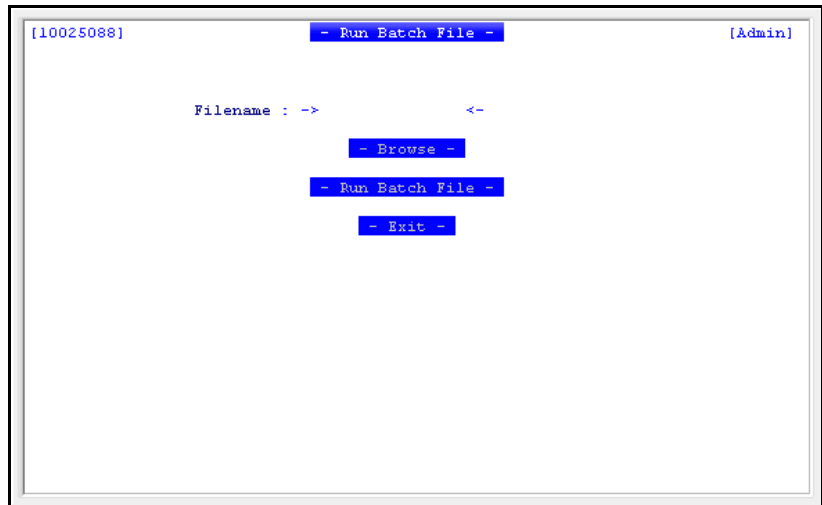 [10025088] - Run Batch File - [Admin]
Filename : -> <-
- Browse -
- Run Batch File -
- Exit -